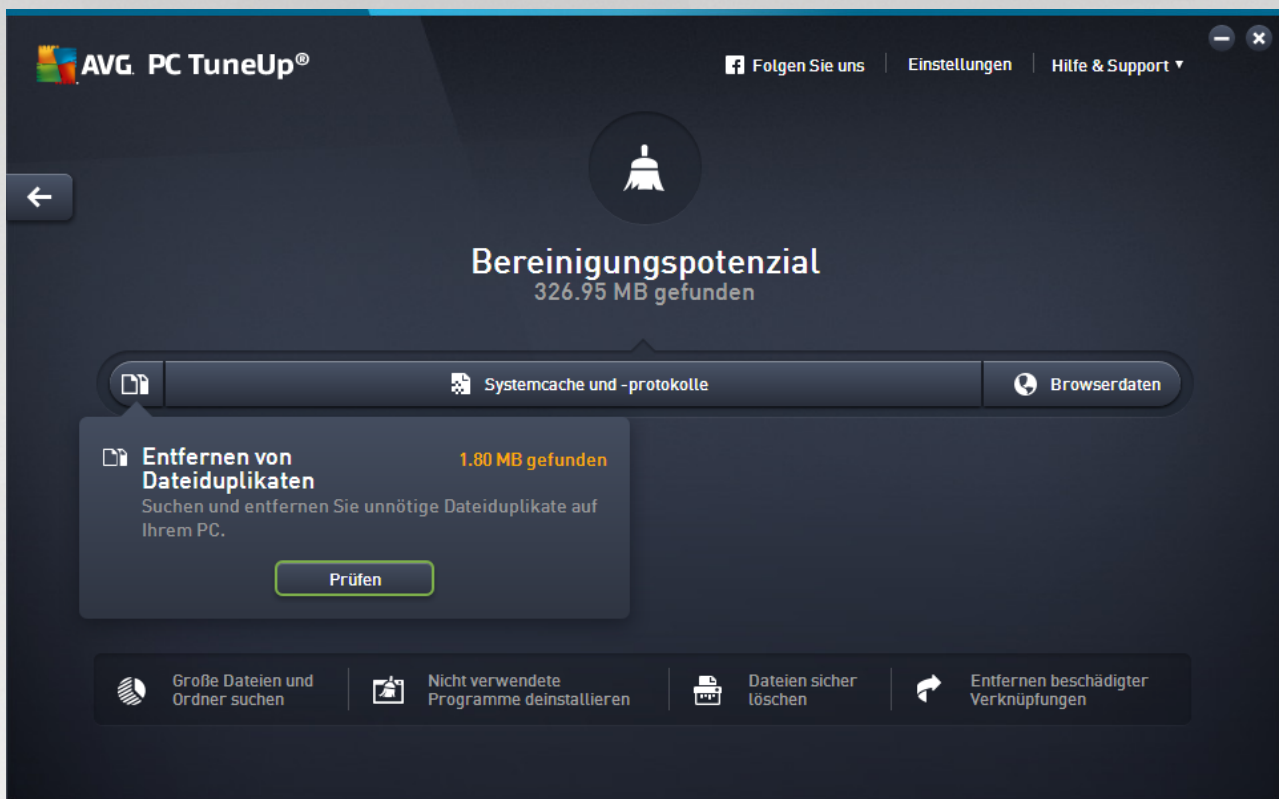 AVG. PC TuneUp®
Folgen Sie uns
Einstellungen
Hilfe & Support ▼
Bereinigungspotenzial
326.95 MB gefunden
Systemcache und -protokolle
Browserdaten
Entfernen von
Dateiduplikaten
1.80 MB gefunden
Suchen und entfernen Sie unnötige Dateiduplikate auf
Ihrem PC.
Prüfen
Große Dateien und
Ordner suchen
Nicht verwendete
Programme deinstallieren
Dateien sicher
löschen
Entfernen beschädigter
Verknüpfungen